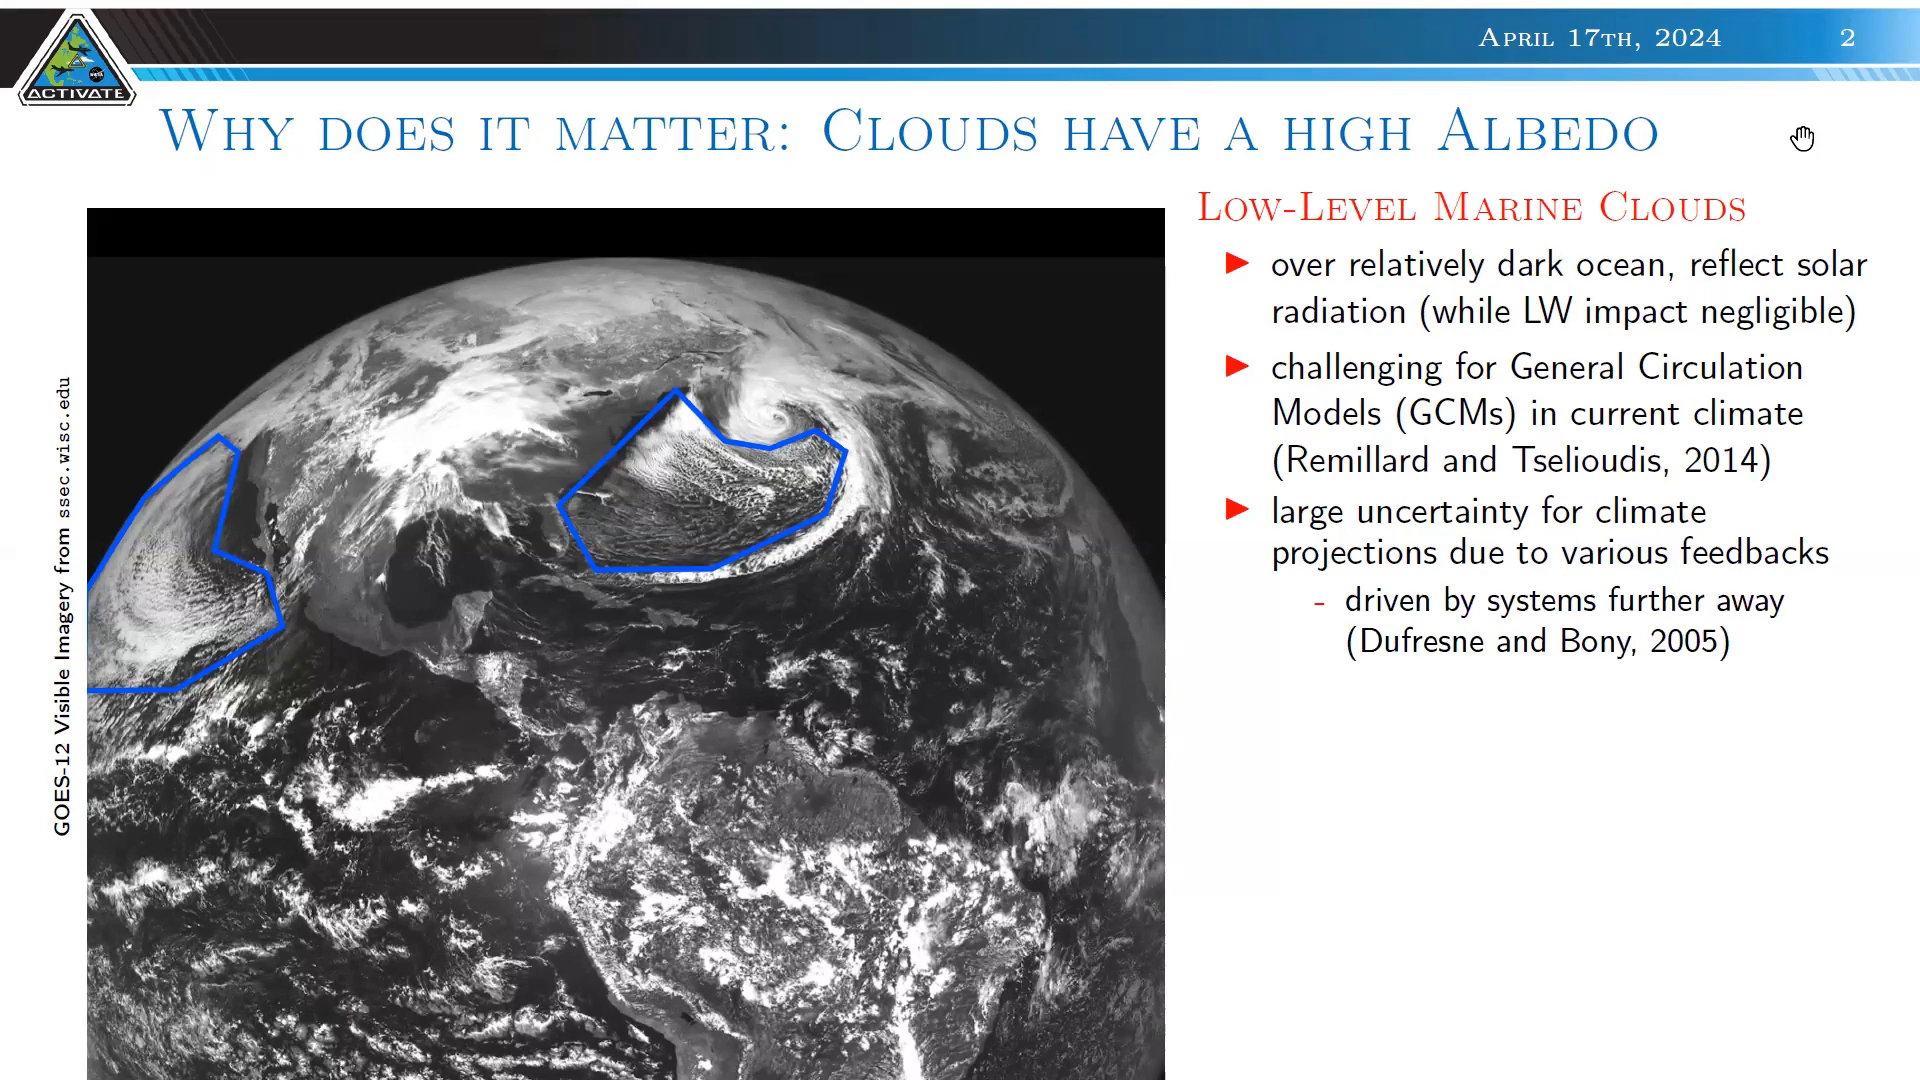 APRIL 17TH, 2024 2
ACTIVATE
WHY DOES IT MATTER: CLOUDS HAVE A HIGH ALBEDO
GOES-12 Visible Imagery from ssec.wisc.edu
LOW-LEVEL MARINE CLOUDS
over relatively dark ocean, reflect solar
radiation (while LW impact negligible)
challenging for General Circulation
Models (GCMs) in current climate
(Remillard and Tselioudis, 2014)
large uncertainty for climate
projections due to various feedbacks
- driven by systems further away
(Dufresne and Bony, 2005)